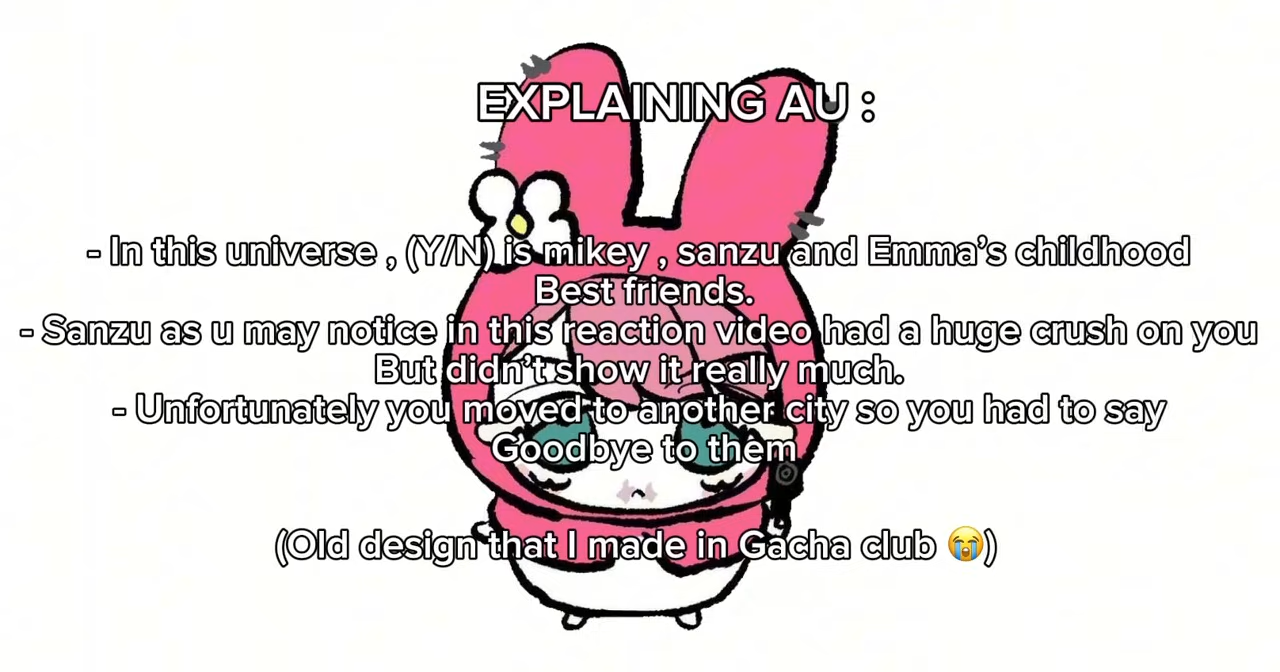 EXPLAINING AU :
- In this universe , (Y/N) is mikey , sanzu and Emma’s childhood
Best friends.
- Sanzu as u may notice in this reaction video had a huge crush on you
But didn’t show it really much.
- Unfortunately you moved to another city so you had to say
Goodbye to them
(Old design that I made in Gacha club 😭)